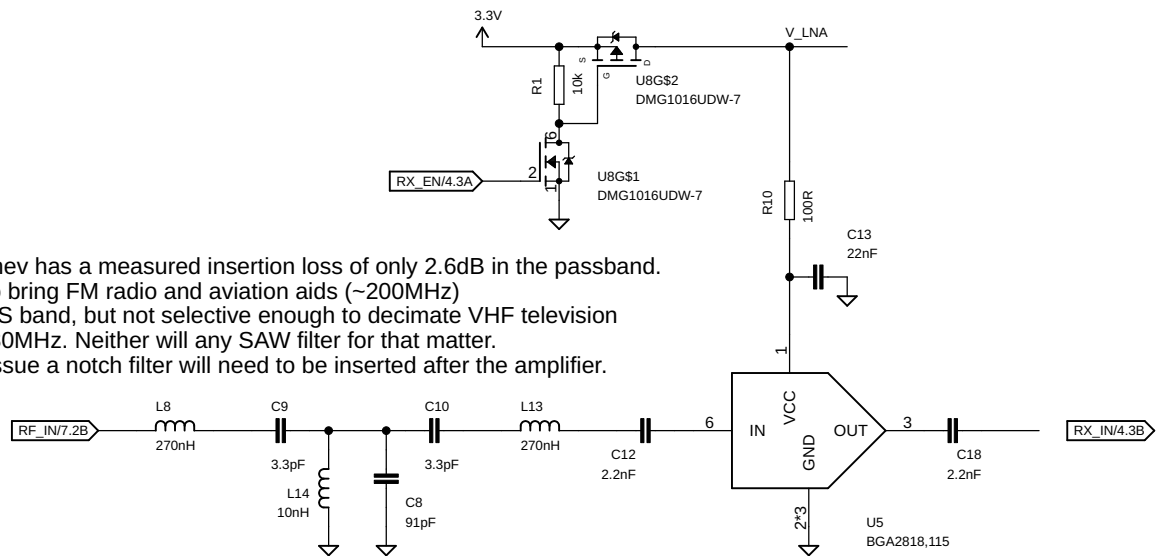 3.3V
V_LNA
R1
10k
S
G
D
U8G$2
DMG1016UDW-7
6
2
1
RX_EN/4.3A
U8G$1
DMG1016UDW-7
R10
100R
C13
22nF
has a measured insertion loss of only 2.6dB in the passband.
bring FM radio and aviation aids (~200MHz)
S band, but not selective enough to decimate VHF television
0MHz. Neither will any SAW filter for that matter.
a notch filter will need to be inserted after the amplifier.
1
RF_IN/7.2B
L8
270nH
C9
3.3pF
L14
10nH
C8
91pF
C10
3.3pF
L13
270nH
C12
2.2nF
6
IN
VCC
GND
OUT
3
2*3
C18
2.2nF
RX_IN/4.3B
U5
BGA2818,115